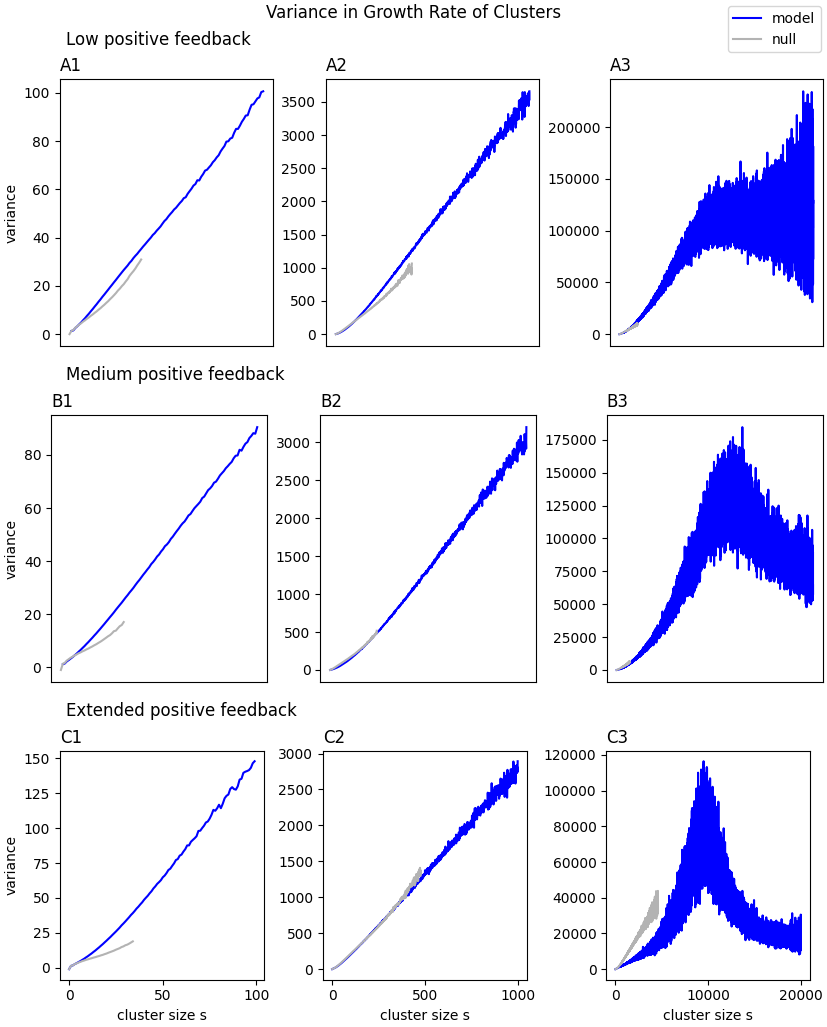 Variance in Growth Rate of Clusters
model
null
Low positive feedback
A1
A2
A3
variance
100
80
60
40
20
0
3500
3000
2500
2000
1500
1000
500
0
200000
150000
100000
50000
0
Medium positive feedback
B1
B2
B3
variance
80
60
40
20
0
3000
2500
2000
1500
1000
500
0
175000
150000
125000
100000
75000
50000
25000
0
Extended positive feedback
C1
C2
C3
variance
150
125
100
75
50
25
0
3000
2500
2000
1500
1000
500
0
120000
100000
80000
60000
40000
20000
0
0 50 100
0 500 1000
0 10000 20000
cluster size s
cluster size s
cluster size s